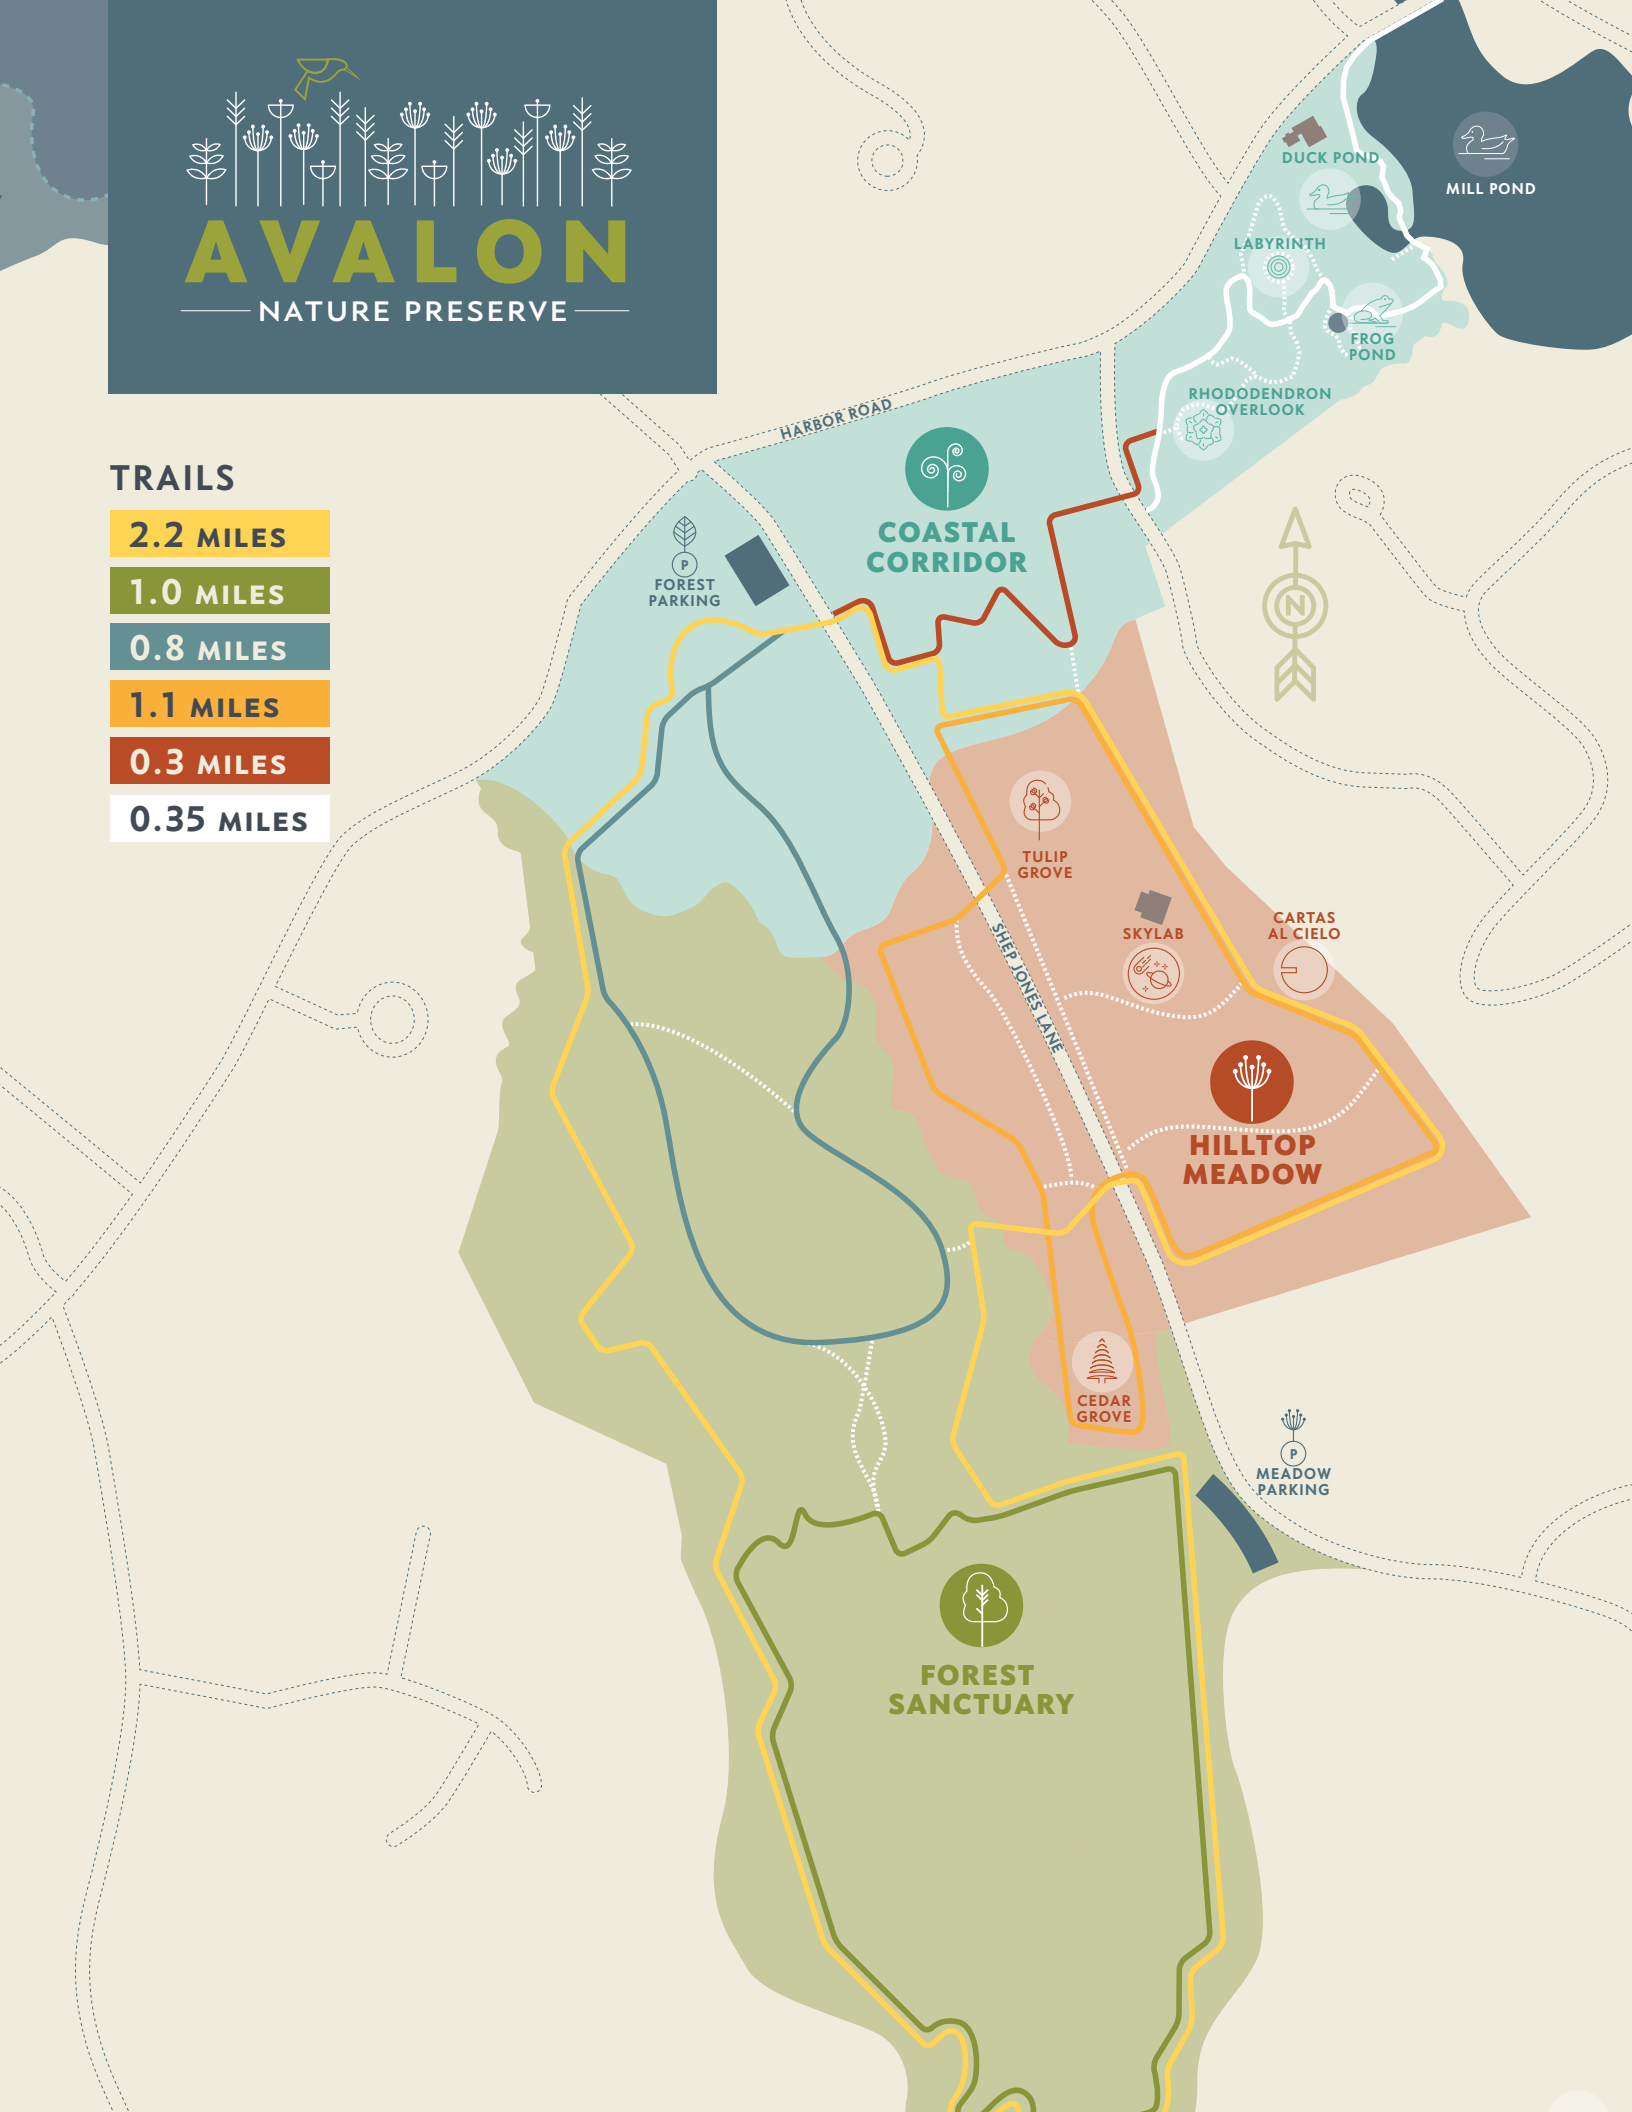 AVALON
NATURE PRESERVE
TRAILS
2.2 MILES
1.0 MILES
0.8 MILES
1.1 MILES
0.3 MILES
0.35 MILES
DUCK POND
MILL POND
LABYRINTH
FROG
POND
RHODODENDRON
OVERLOOK
HARBOR ROAD
COASTAL
CORRIDOR
P
FOREST
PARKING
N
TULIP
GROVE
SKYLAB
CARTAS
AL CIELO
SHEP JONES LANE
HILLTOP
MEADOW
CEDAR
GROVE
P
MEADOW
PARKING
FOREST
SANCTUARY